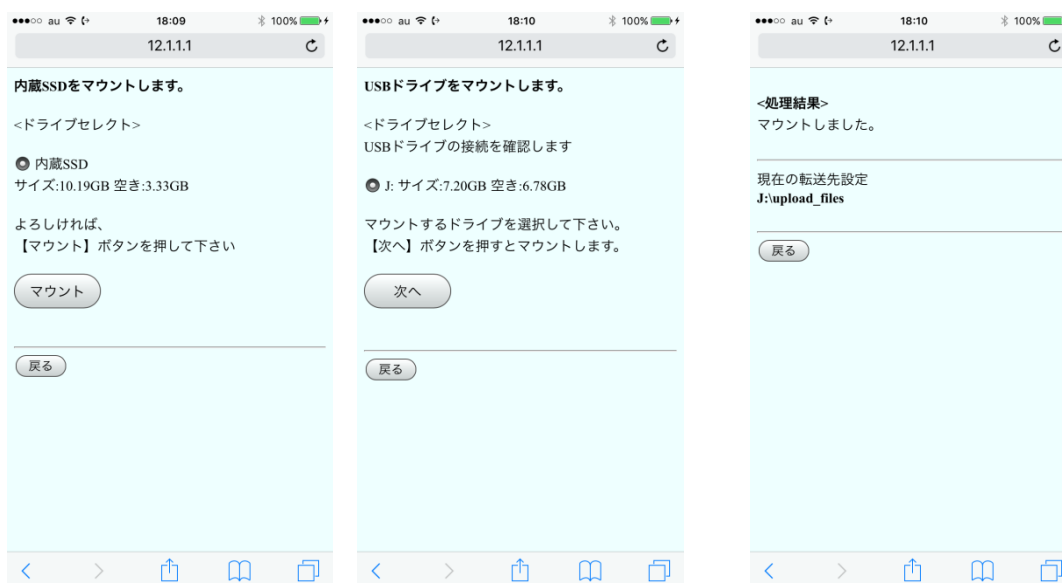 au 18:09 100%
12.1.1.1
内蔵SSDをマウントします。
<ドライブセレクト>
内蔵SSD
サイズ:10.19GB 空き:3.33GB
よろしければ、
【マウント】ボタンを押して下さい
マウント
戻る
au 18:10 100%
12.1.1.1
USBドライブをマウントします。
<ドライブセレクト>
USBドライブの接続を確認します
J: サイズ:7.20GB 空き:6.78GB
マウントするドライブを選択して下さい。
【次へ】ボタンを押すとマウントします。
次へ
戻る
au 18:10 100%
12.1.1.1
<処理結果>
マウントしました。
現在の転送先設定
J:\upload_files
戻る